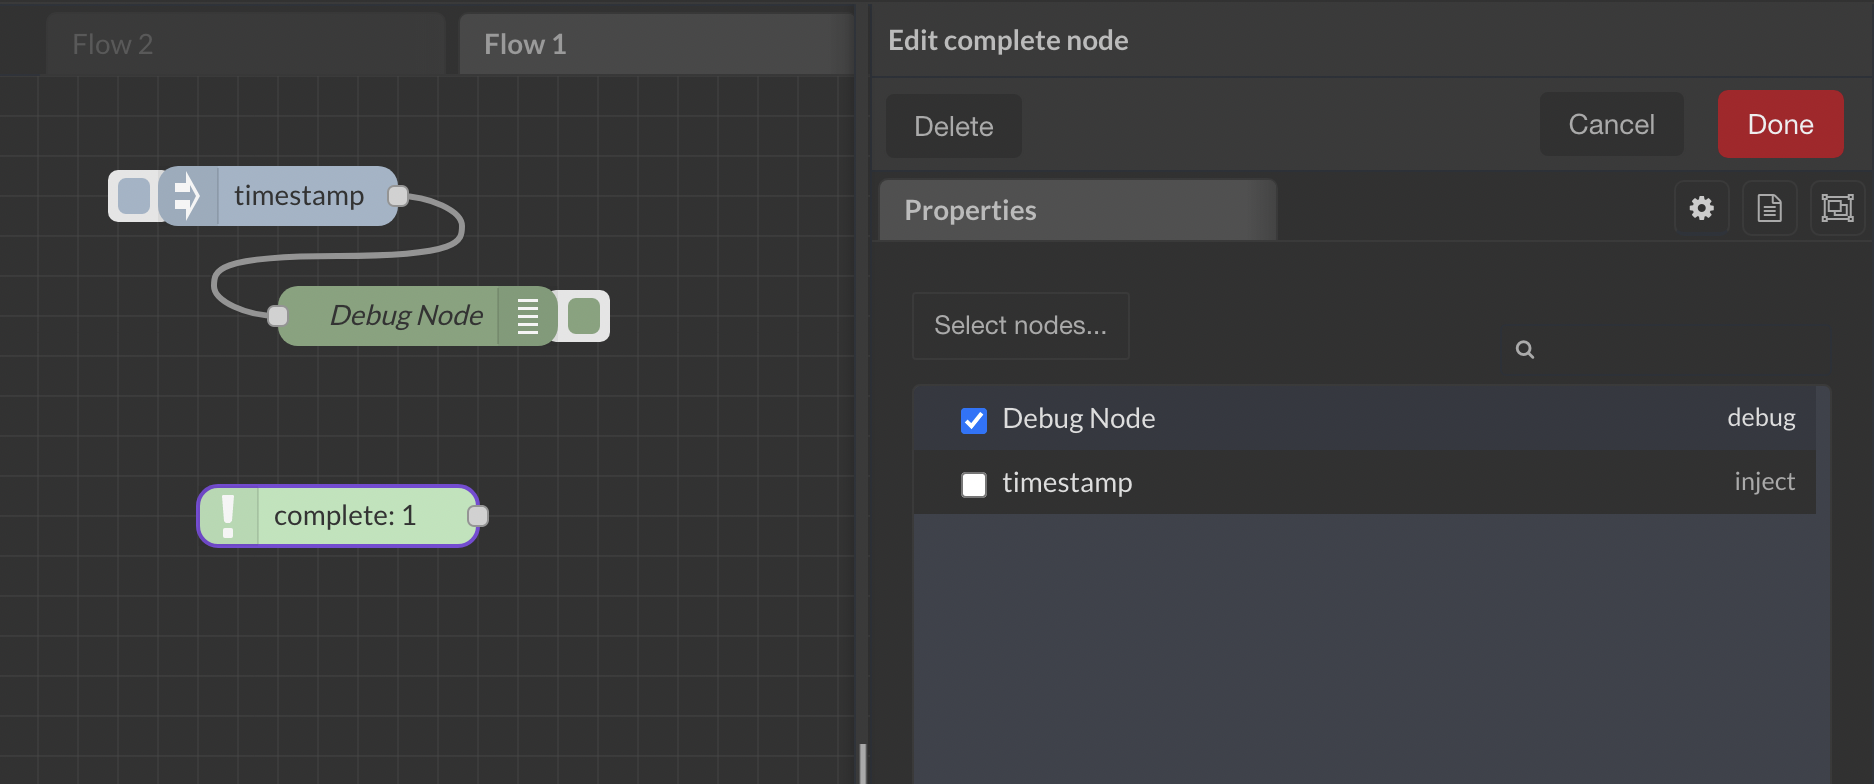 Flow 2
Flow 1
timestamp
Debug Node
complete: 1
Edit complete node
Delete
Cancel
Done
Properties
Select nodes...
Debug Node debug
timestamp inject